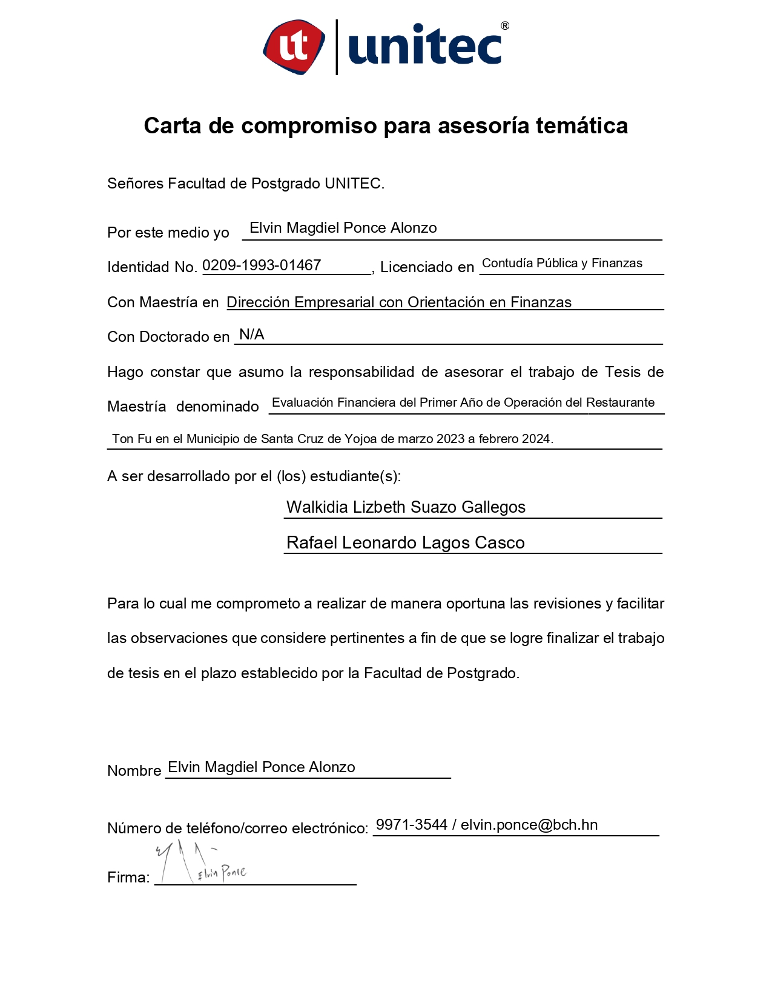 ut unitec®
Carta de compromiso para asesoría temática
Señores Facultad de Postgrado UNITEC.
Por este medio yo Elvin Magdiel Ponce Alonzo
Identidad No. 0209-1993-01467, Licenciado en Contudía Pública y Finanzas
Con Maestría en Dirección Empresarial con Orientación en Finanzas
Con Doctorado en N/A
Hago constar que asumo la responsabilidad de asesorar el trabajo de Tesis de
Maestría denominado Evaluación Financiera del Primer Año de Operación del Restaurante
Ton Fu en el Municipio de Santa Cruz de Yojoa de marzo 2023 a febrero 2024.
A ser desarrollado por el (los) estudiante(s):
Walkidia Lizbeth Suazo Gallegos
Rafael Leonardo Lagos Casco
Para lo cual me comprometo a realizar de manera oportuna las revisiones y facilitar
las observaciones que considere pertinentes a fin de que se logre finalizar el trabajo
de tesis en el plazo establecido por la Facultad de Postgrado.
Nombre Elvin Magdiel Ponce Alonzo
Número de teléfono/correo electrónico: 9971-3544 / elvin.ponce@bch.hn
Firma: Elvin Ponce